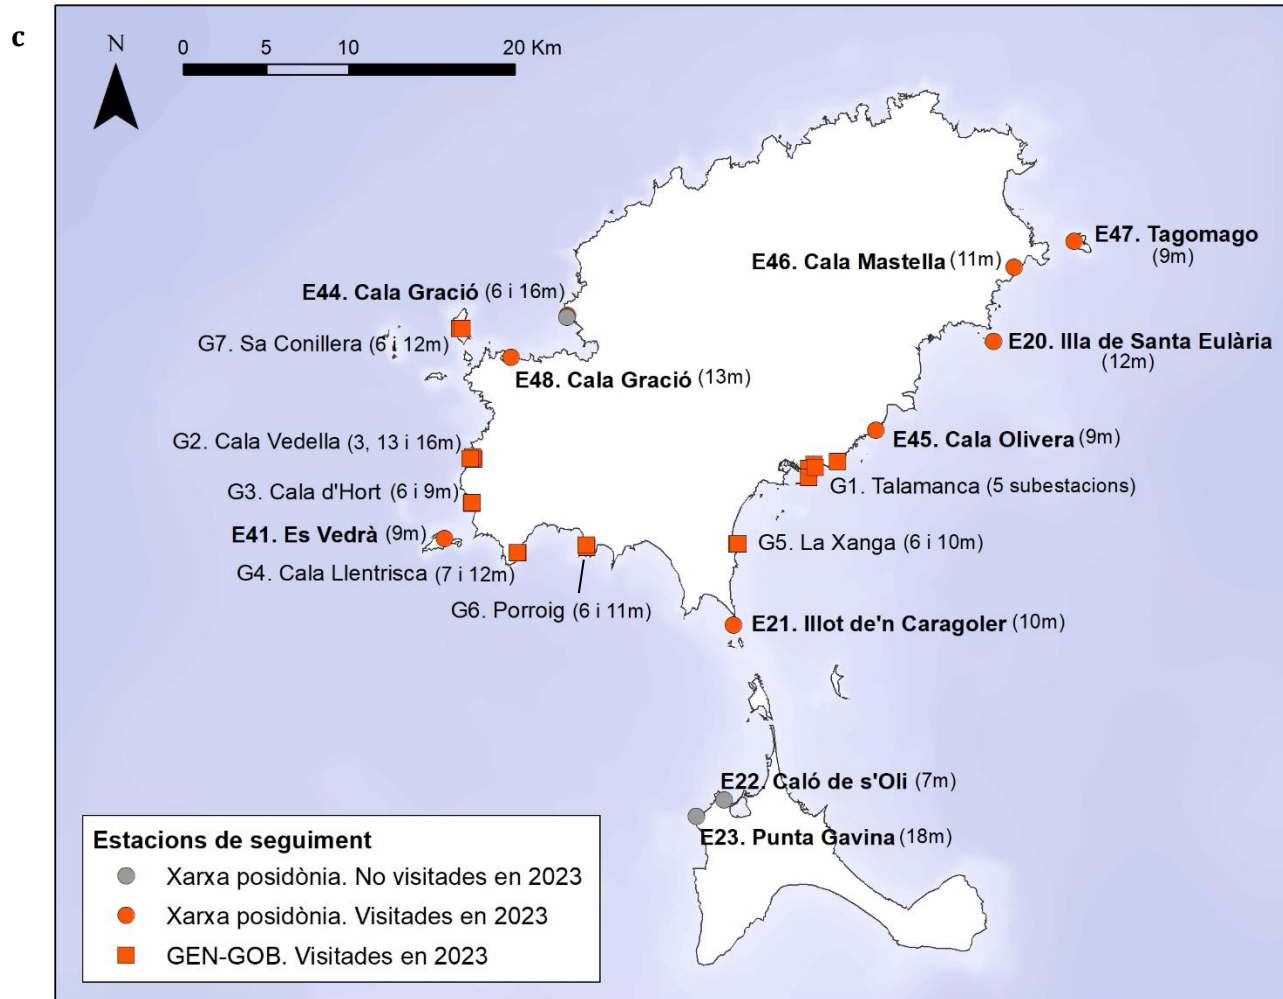 c
N
0 5 10 20 Km
E47. Tagomago
(9m)
E46. Cala Mastella (11m)
E44. Cala Gració (6 i 16m)
G7. Sa Conillera (6 i 12m)
E20. Illa de Santa Eulària
(12m)
E48. Cala Gració (13m)
G2. Cala Vedella (3, 13 i 16m)
E45. Cala Olivera (9m)
G3. Cala d'Hort (6 i 9m)
G1. Talamanca (5 subestacions)
E41. Es Vedrà (9m)
G5. La Xanga (6 i 10m)
G4. Cala Llentrisca (7 i 12m)
G6. Porroig (6 i 11m)
E21. Illot de'n Caragoler (10m)
E22. Caló de s'Oli (7m)
E23. Punta Gavina (18m)
Estacions de seguiment
Xarxa posidònia. No visitades en 2023
Xarxa posidònia. Visitades en 2023
GEN-GOB. Visitades en 2023